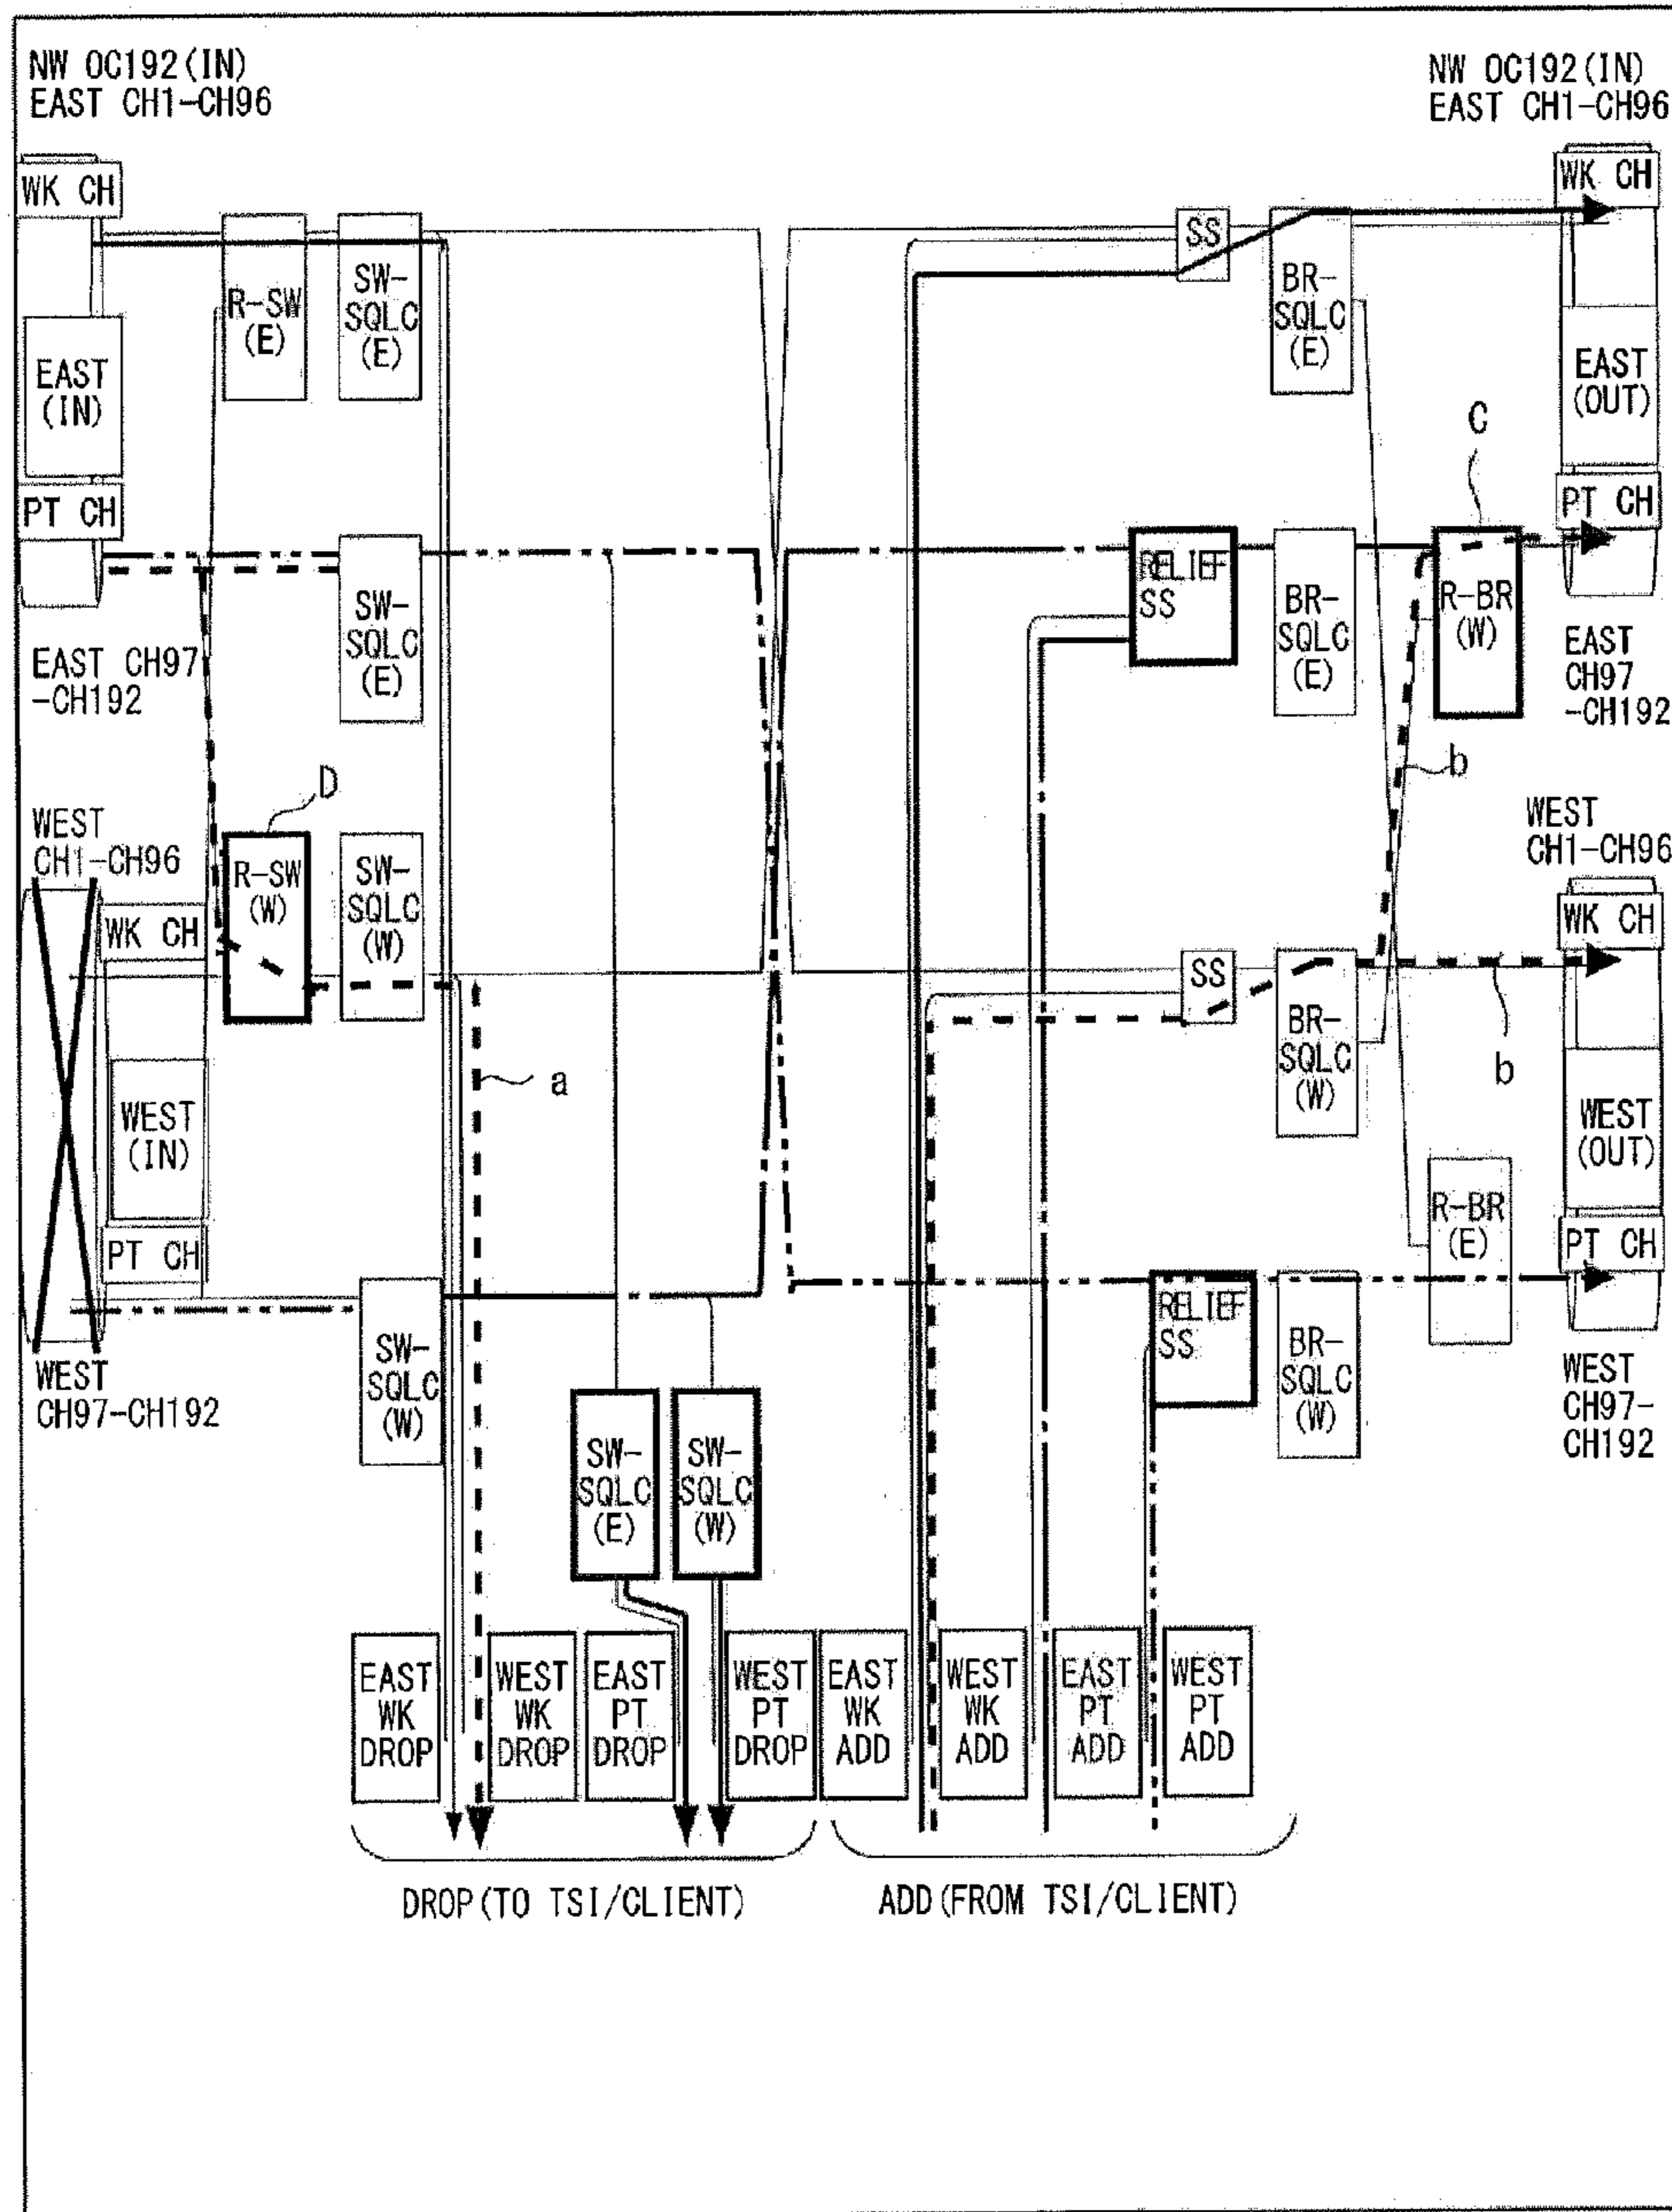 NW OC192(IN)
EAST CH1-CH96
NW OC192(IN)
EAST CH1-CH96
WK CH
WK CH
SS
R-SW
(E)
SW-
SQLC
(E)
BR-
SQLC
(E)
EAST
(IN)
EAST
(OUT)
C
PT CH
PT CH
RELIEF
SS
SW-
SQLC
(E)
BR-
SQLC
(E)
R-BR
(W)
EAST CH97
-CH192
EAST
CH97
-CH192
b
D
WEST
CH1-CH96
WEST
CH1-CH96
R-SW
(W)
SW-
SQLC
(W)
WK CH
WK CH
SS
BR-
SQLC
(W)
a
b
WEST
(IN)
WEST
(OUT)
R-BR
(E)
PT CH
PT CH
RELIEF
SS
SW-
SQLC
(W)
BR-
SQLC
(W)
WEST
CH97-CH192
WEST
CH97-
CH192
SW-
SQLC
(E)
SW-
SQLC
(W)
EAST
WK
DROP
WEST
WK
DROP
EAST
PT
DROP
WEST
PT
DROP
EAST
WK
ADD
WEST
WK
ADD
EAST
PT
ADD
WEST
PT
ADD
DROP(TO TSI/CLIENT)
ADD(FROM TSI/CLIENT)